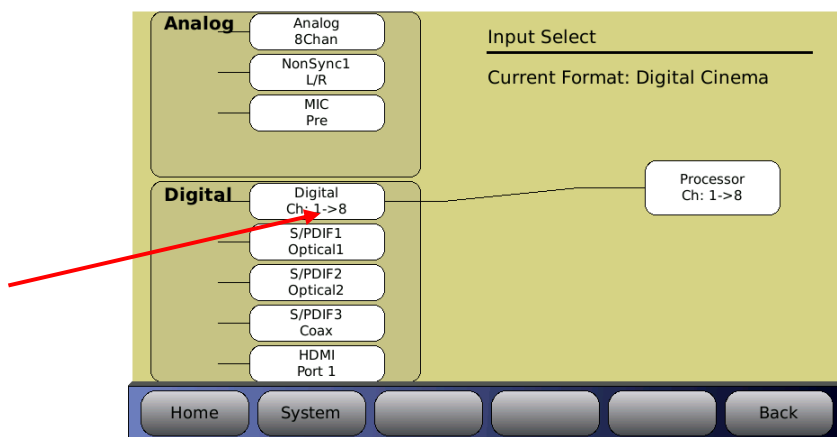 Analog
Analog
8Chan
NonSync1
L/R
MIC
Pre
Input Select
Current Format: Digital Cinema
Digital
Digital
Ch: 1->8
S/PDIF1
Optical1
S/PDIF2
Optical2
S/PDIF3
Coax
HDMI
Port 1
Processor
Ch: 1->8
Home
System
Back